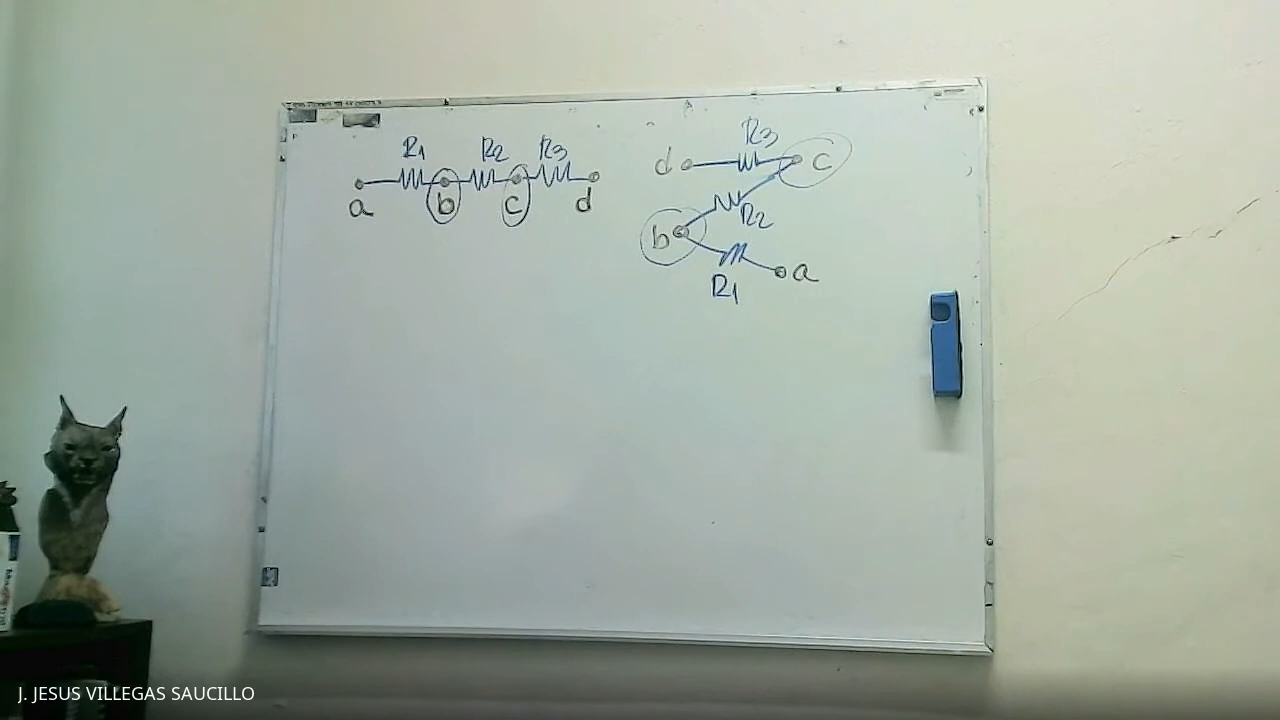 R1 R2 R3
a b c d
R3
d c
R2
b
a
R1
J. JESUS VILLEGAS SAUCILLO